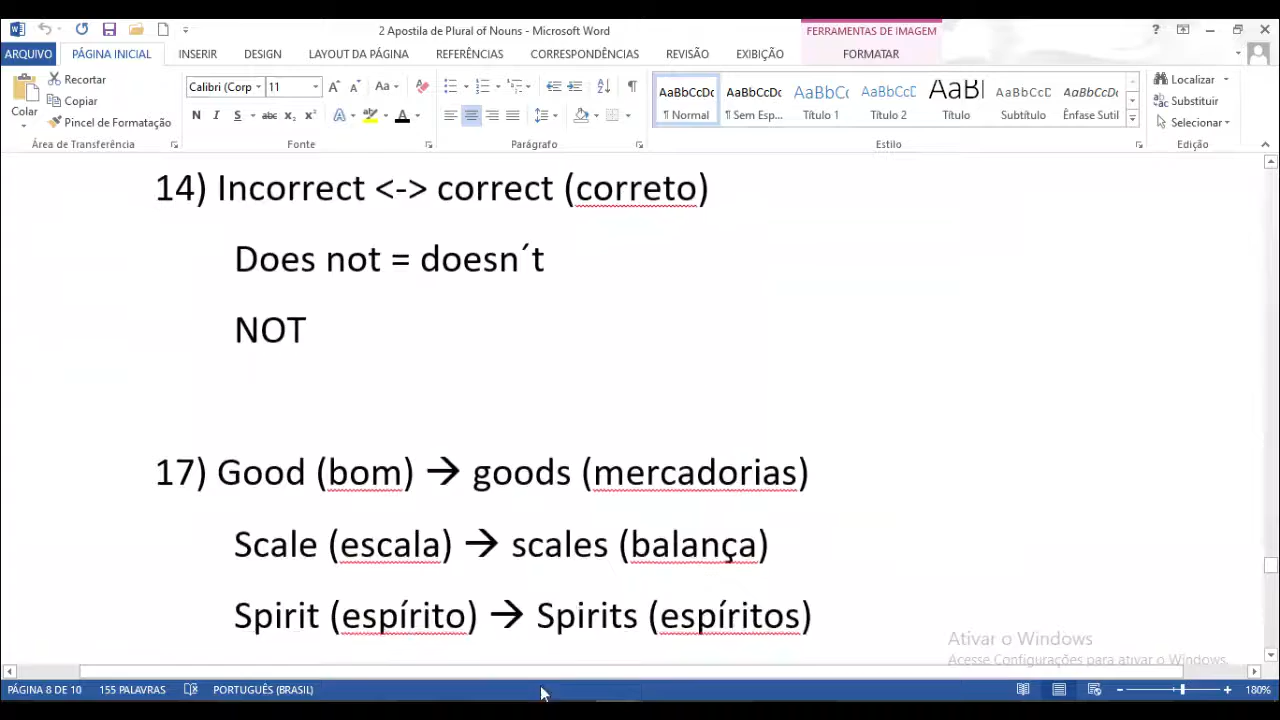 2 Apostila de Plural of Nouns - Microsoft Word
FERRAMENTAS DE IMAGEM
ARQUIVO PÁGINA INICIAL INSERIR DESIGN LAYOUT DA PÁGINA REFERÊNCIAS CORRESPONDÊNCIAS REVISÃO EXIBIÇÃO FORMATAR
Colar
Recortar
Copiar
Pincel de Formatação
Área de Transferência
Calibri (Corp 11
N I S abc x₂ x²
Fonte
Parágrafo
AaBbCcDc AaBbCcDc AaBbCc AaBbCcD AaBl AaBbCcD AaBbCcDc
¶ Normal ¶ Sem Esp... Título 1 Título 2 Título Subtítulo Ênfase Sutil
Estilo
Localizar
Substituir
Selecionar
Edição
14) Incorrect <-> correct (correto)
Does not = doesn´t
NOT
17) Good (bom) → goods (mercadorias)
Scale (escala) → scales (balança)
Spirit (espírito) → Spirits (espíritos)
Ativar o Windows
Acesse Configurações para ativar o Windows.
PÁGINA 8 DE 10 155 PALAVRAS PORTUGUÊS (BRASIL) 180%